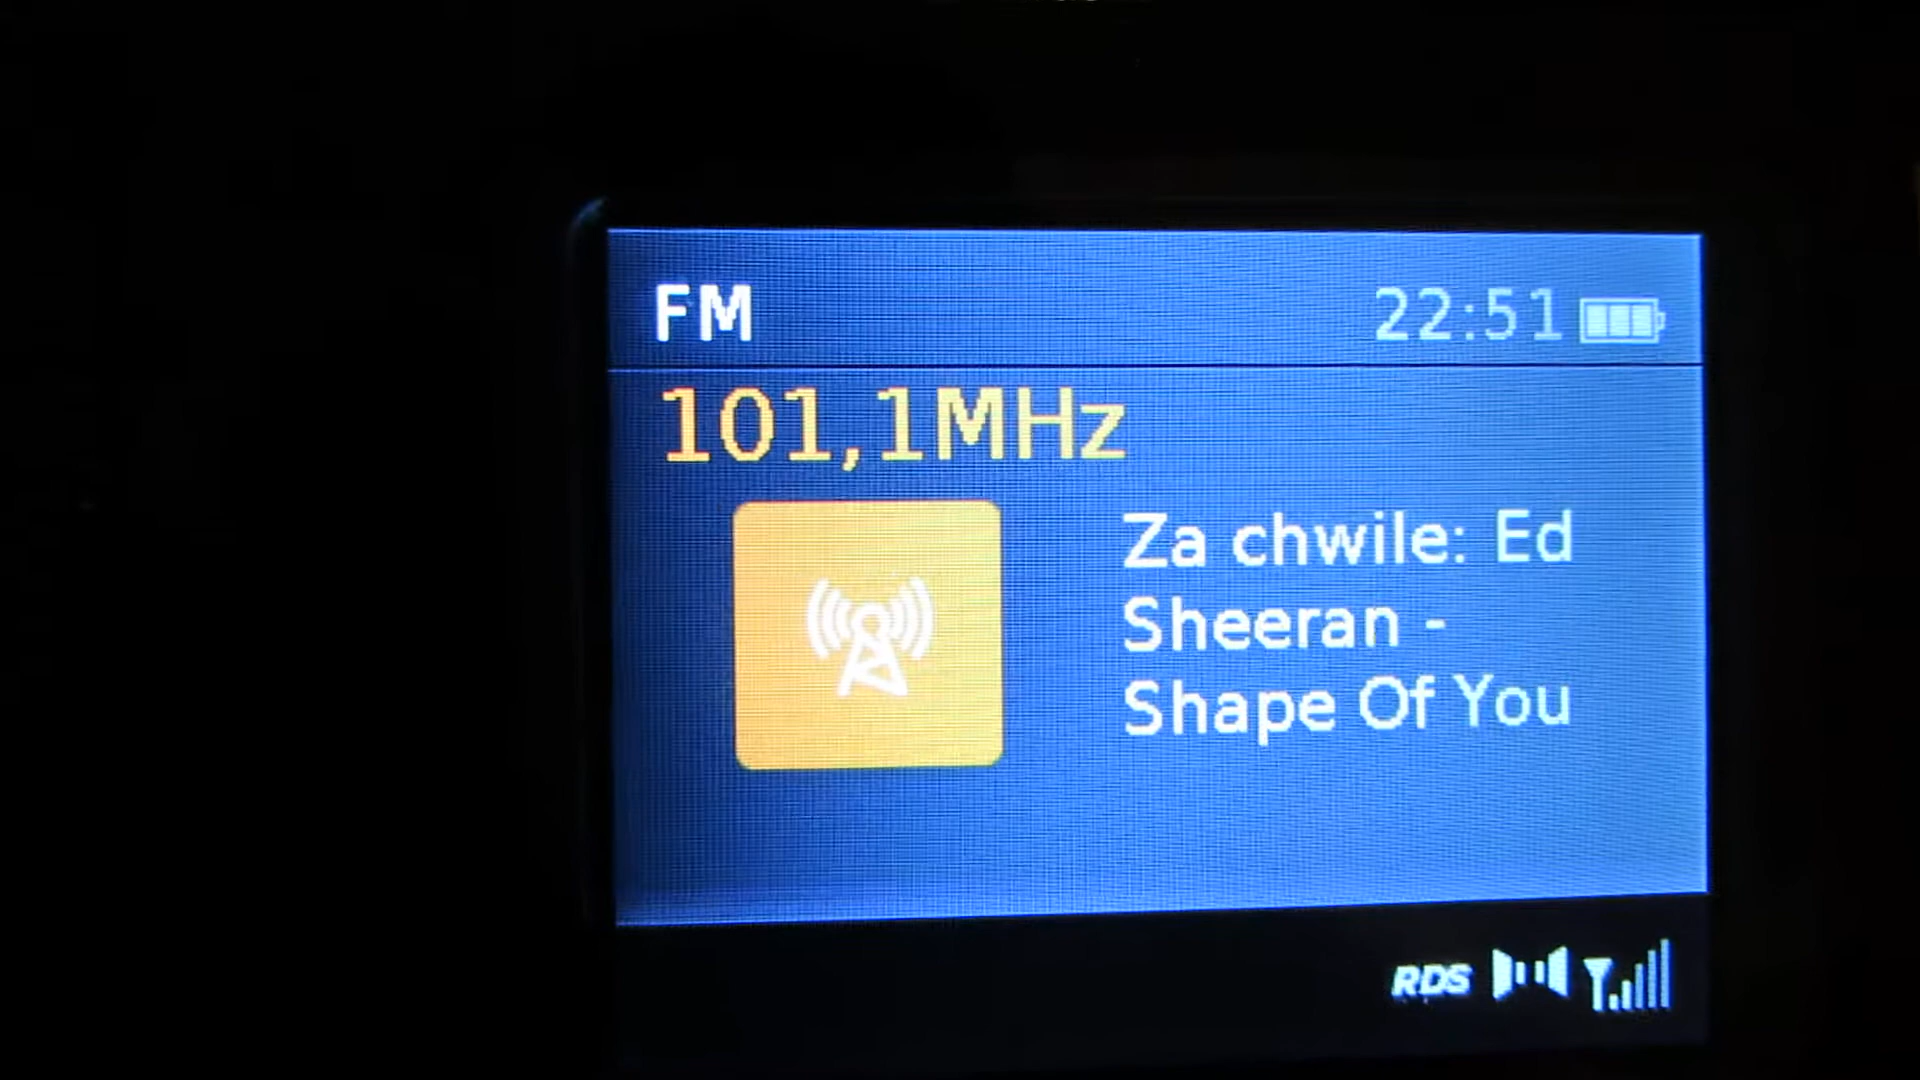 FM 22:51
101,1MHz
Za chwile: Ed
Sheeran -
Shape Of You
RDS